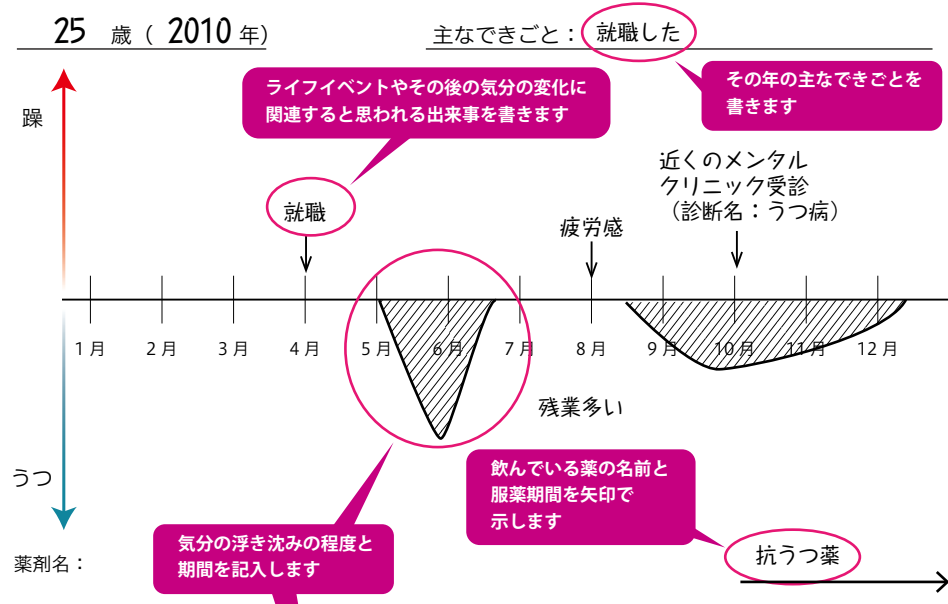 25 歳（ 2010 年）
主なできごと： 就職した
ライフイベントやその後の気分の変化に
関連すると思われる出来事を書きます
その年の主なできごとを
書きます
躁
近くのメンタル
クリニック受診
（診断名：うつ病）
就職
疲労感
1月 2月 3月 4月 5月 6月 7月 8月 9月 10月 11月 12月
残業多い
うつ
飲んでいる薬の名前と
服薬期間を矢印で
示します
気分の浮き沈みの程度と
期間を記入します
薬剤名：
抗うつ薬